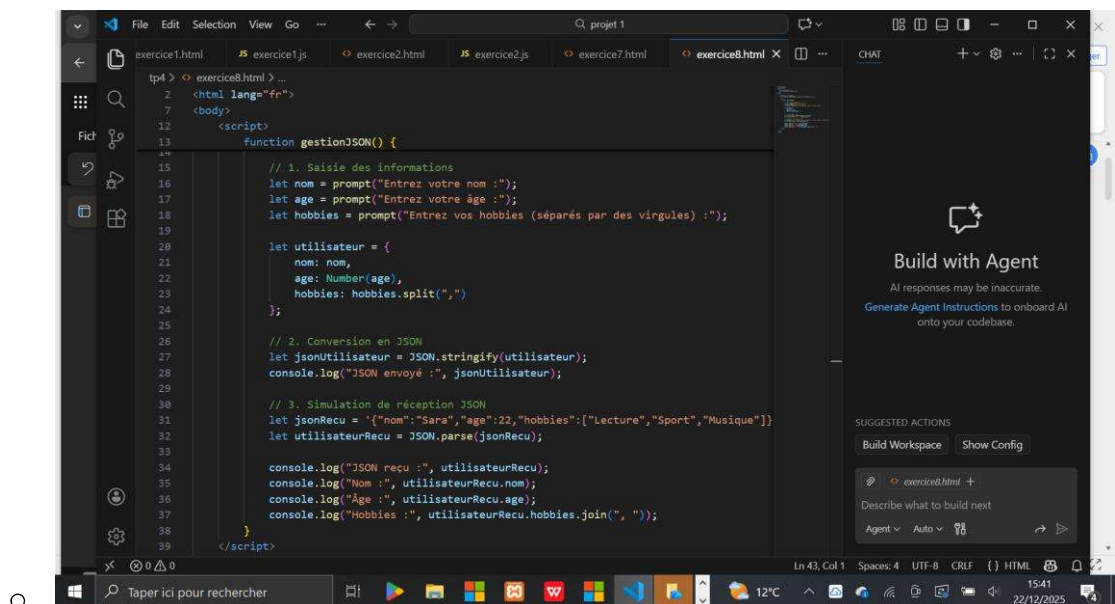 File Edit Selection View Go ··· projet 1
exercice1.html JS exercice1.js exercice2.html JS exercice2.js exercice7.html exercice8.html
tp4 > exercice8.html > ...
2 <html lang="fr">
7 <body>
12 <script>
13 function gestionJSON() {
14
15 // 1. Saisie des informations
16 let nom = prompt("Entrez votre nom :");
17 let age = prompt("Entrez votre âge :");
18 let hobbies = prompt("Entrez vos hobbies (séparés par des virgules) :");
19
20 let utilisateur = {
21 nom: nom,
22 age: Number(age),
23 hobbies: hobbies.split(",")
24 };
25
26 // 2. Conversion en JSON
27 let jsonUtilisateur = JSON.stringify(utilisateur);
28 console.log("JSON envoyé :", jsonUtilisateur);
29
30 // 3. Simulation de réception JSON
31 let jsonRecu = '{"nom":"Sara","age":22,"hobbies":["Lecture","Sport","Musique"]}
32 let utilisateurRecu = JSON.parse(jsonRecu);
33
34 console.log("JSON reçu :", utilisateurRecu);
35 console.log("Nom :", utilisateurRecu.nom);
36 console.log("Âge :", utilisateurRecu.age);
37 console.log("Hobbies :", utilisateurRecu.hobbies.join(", "));
38 }
39 </script>
Fich
CHAT
Build with Agent
AI responses may be inaccurate.
Generate Agent Instructions to onboard AI
onto your codebase.
SUGGESTED ACTIONS
Build Workspace Show Config
exercice8.html +
Describe what to build next
Agent Auto
0 0 Ln 43, Col 1 Spaces: 4 UTF-8 CRLF {} HTML
Taper ici pour rechercher
12°C
15:41
22/12/2025
4